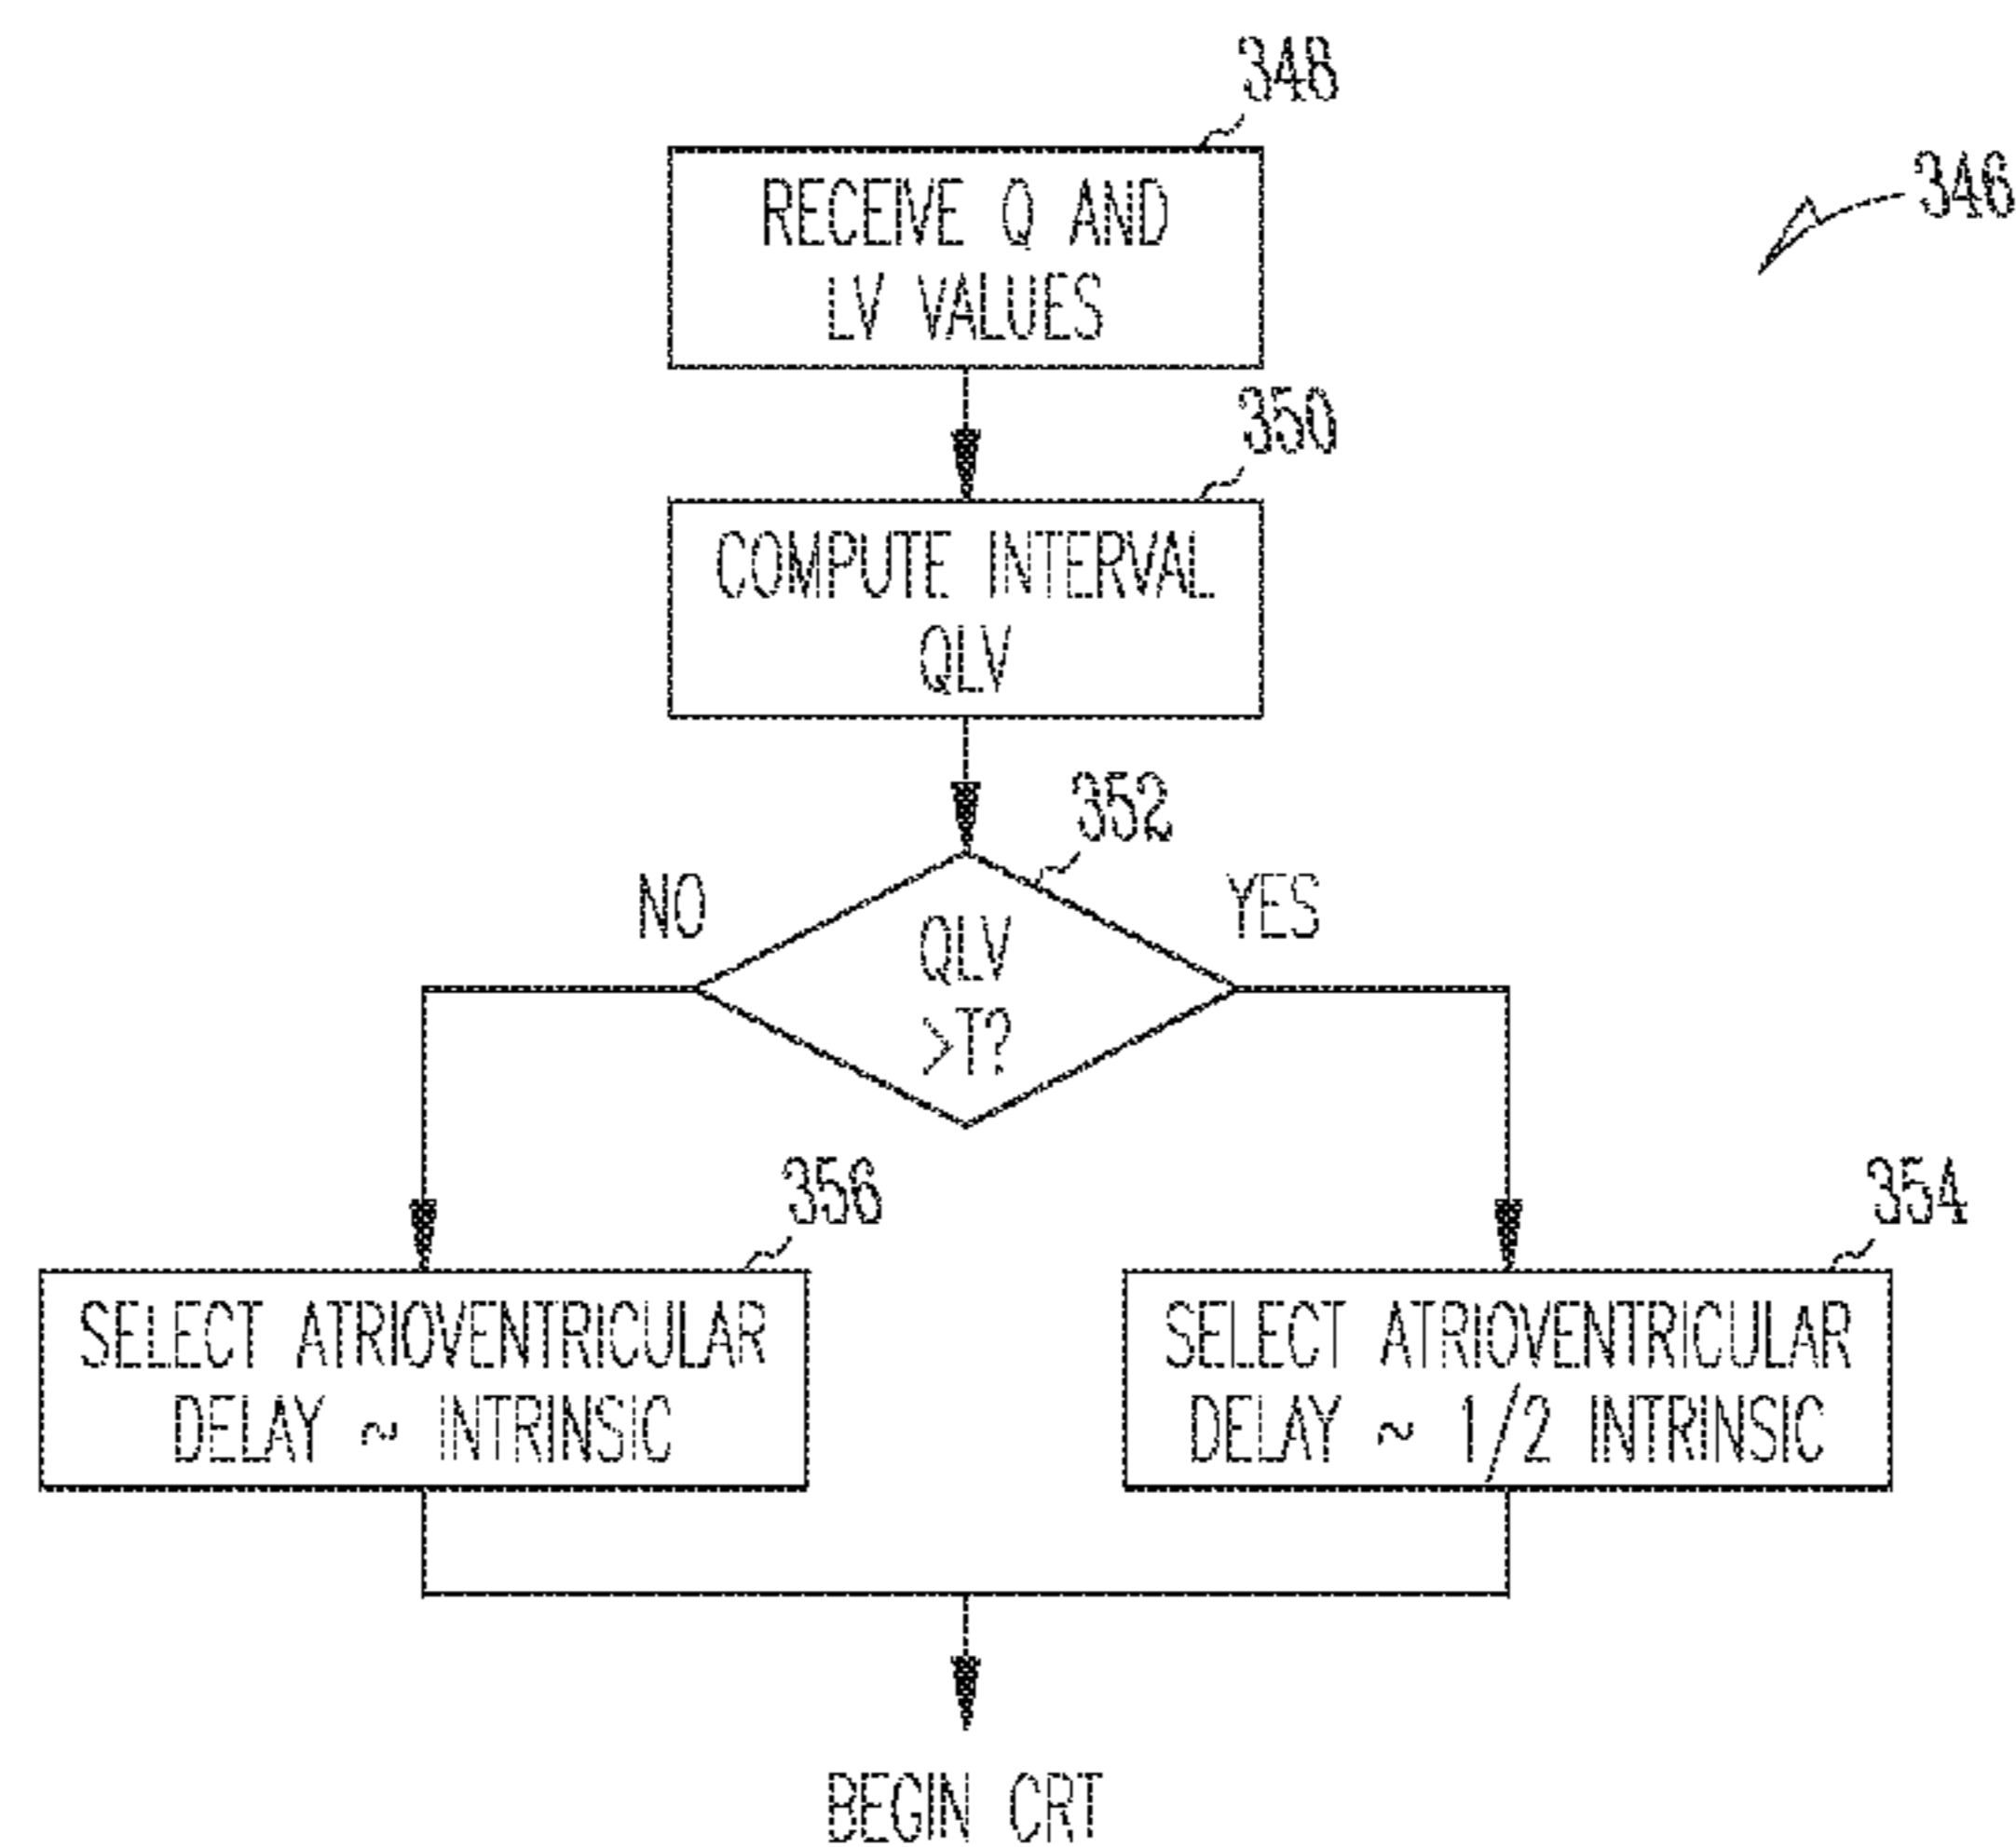 348
346
RECEIVE Q AND
LV VALUES
350
COMPUTE INTERVAL
QLV
352
NO
YES
QLV
>T?
356
354
SELECT ATRIOVENTRICULAR
DELAY ~ INTRINSIC
SELECT ATRIOVENTRICULAR
DELAY ~ 1/2 INTRINSIC
BEGIN CRT